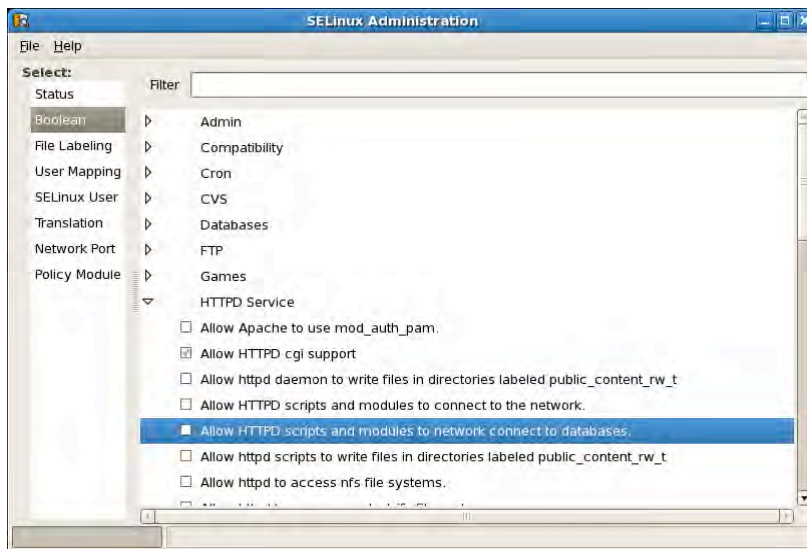 SELinux Administration
File Help
Select:
Status
Boolean
File Labeling
User Mapping
SELinux User
Translation
Network Port
Policy Module
Filter
Admin
Compatibility
Cron
CVS
Databases
FTP
Games
HTTPD Service
Allow Apache to use mod_auth_pam.
Allow HTTPD cgi support
Allow httpd daemon to write files in directories labeled public_content_rw_t
Allow HTTPD scripts and modules to connect to the network.
Allow HTTPD scripts and modules to network connect to databases.
Allow httpd scripts to write files in directories labeled public_content_rw_t
Allow httpd to access nfs file systems.